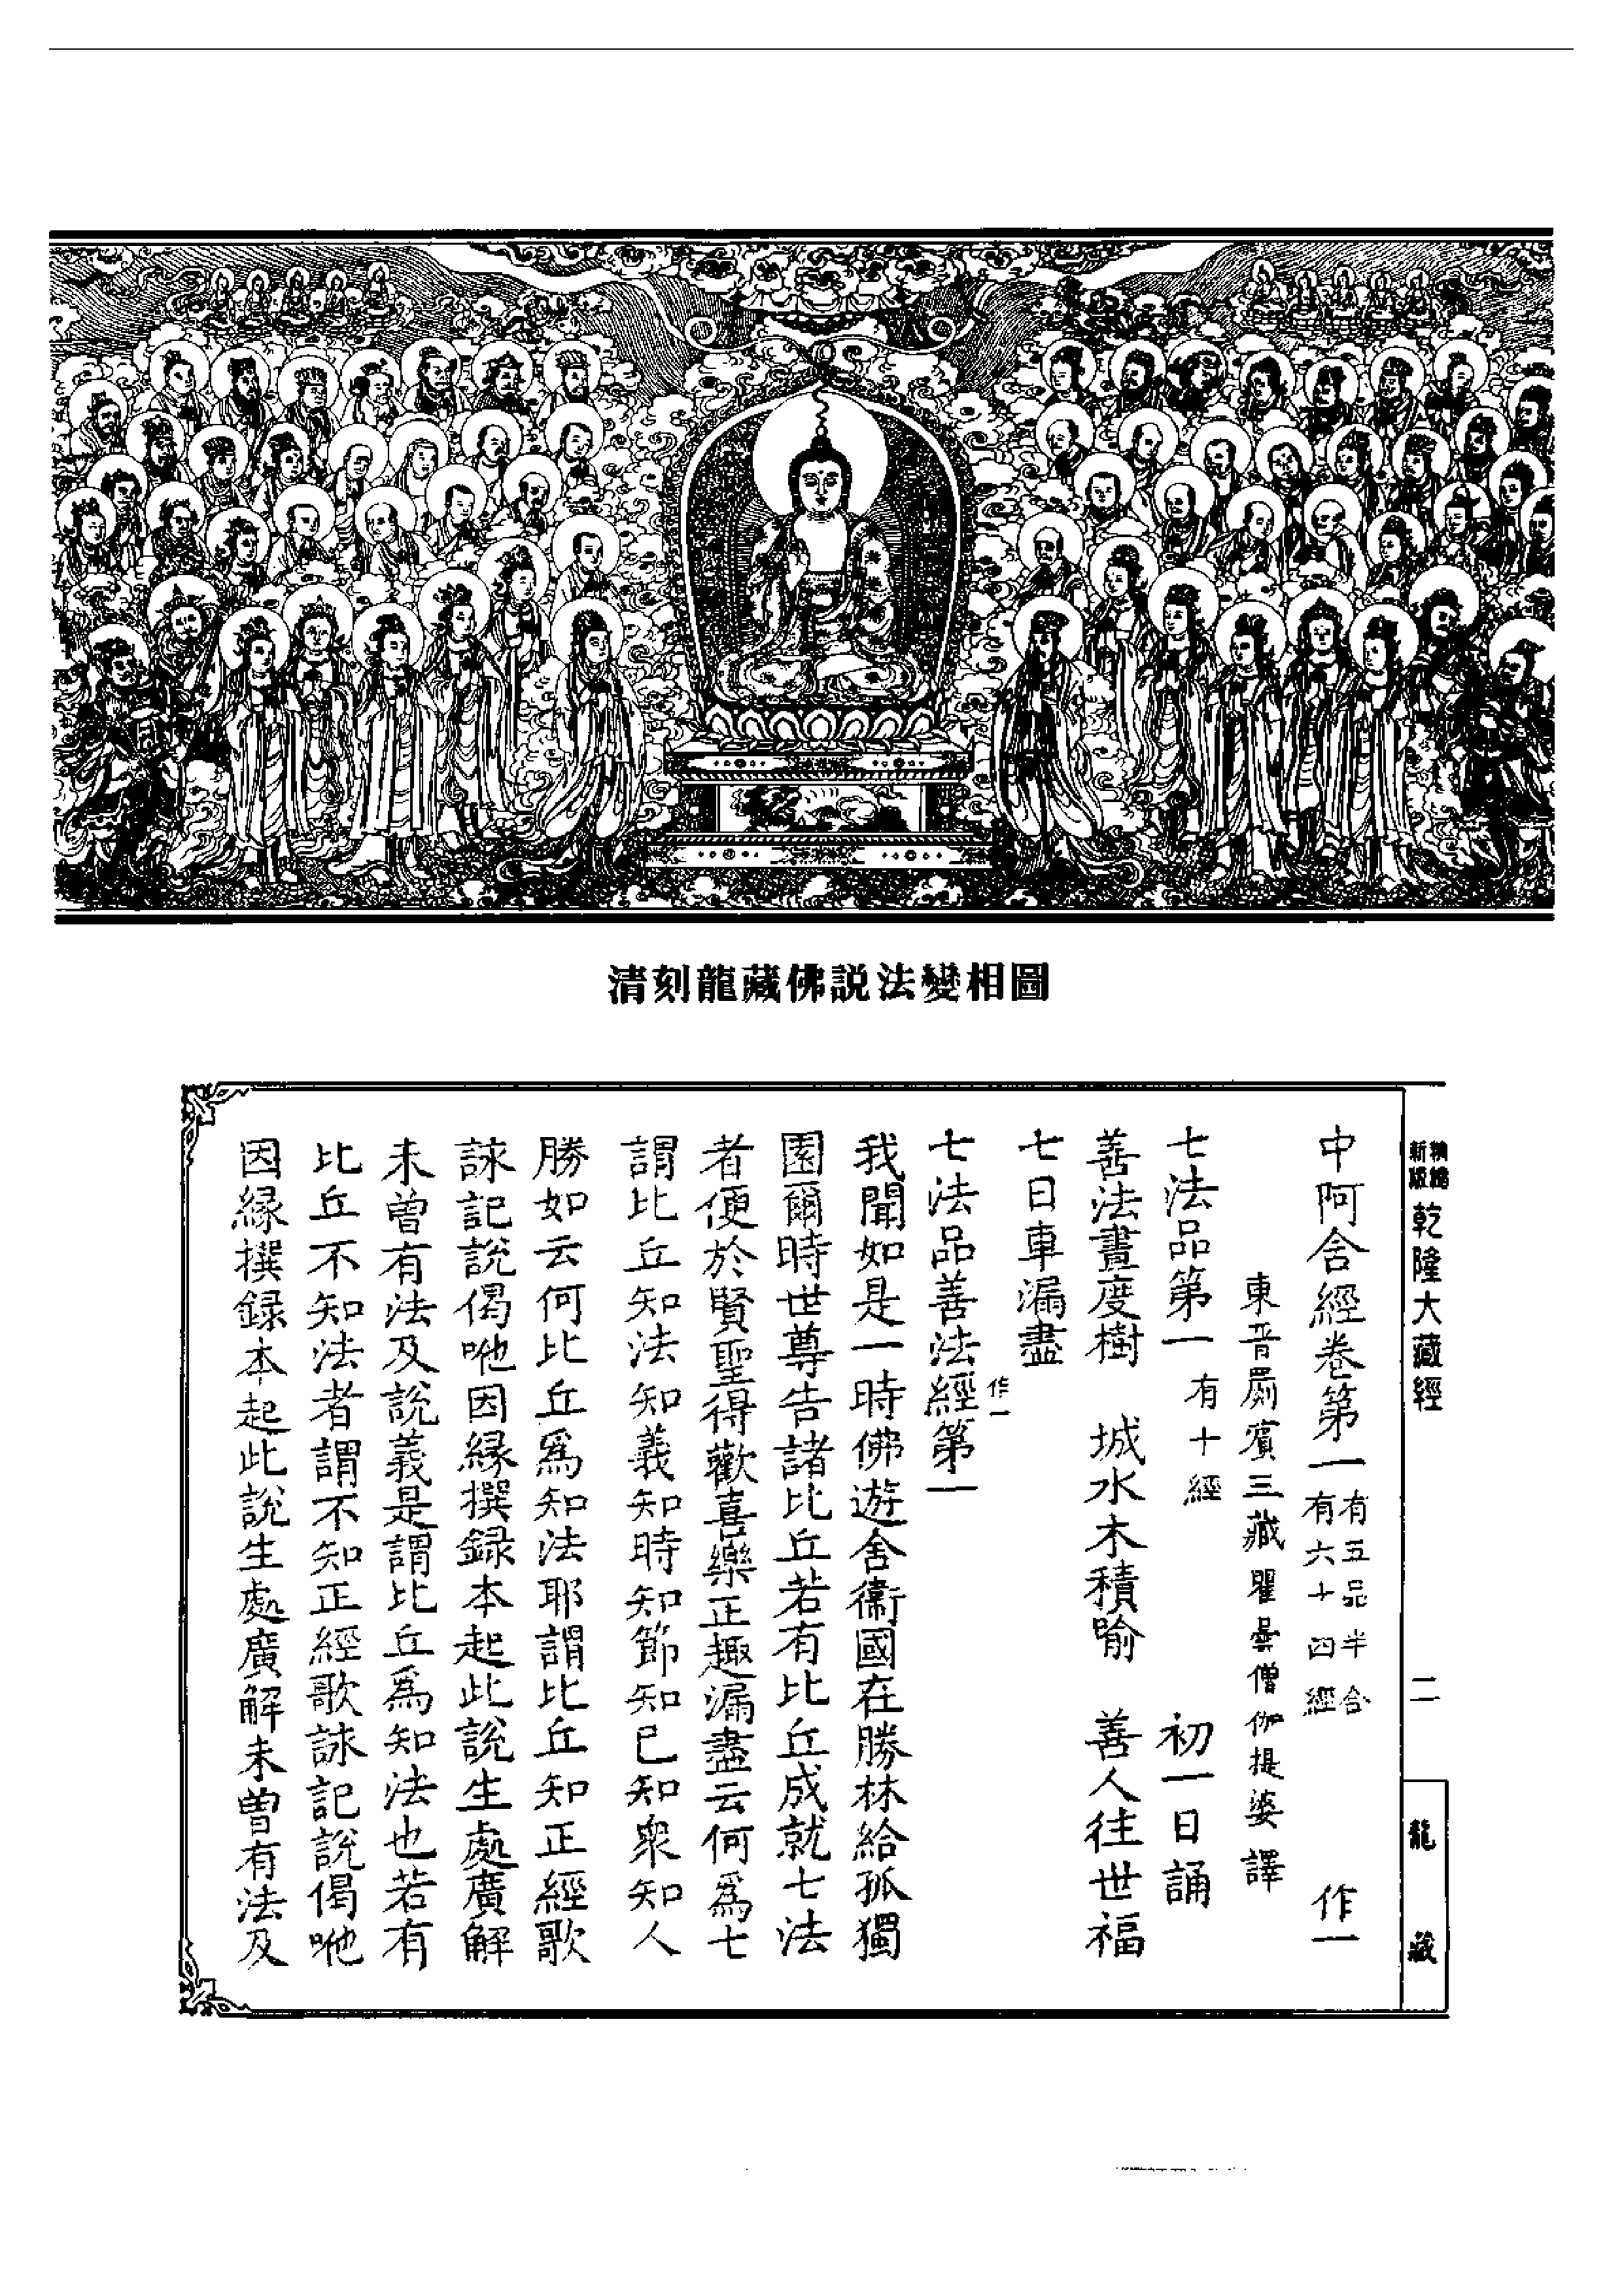 清刻龍藏佛説法變相圖
新版
精縮
乾隆大藏經
二
龍藏
中阿舍經卷第一 有五品半合 有六十四經 作一
東晉罽賓三藏瞿曇僧伽提婆譯
七法品第一 有十經 初一日誦
善法晝度樹 城水木積喻 善人往世福
七日車漏盡
七法品善法經第一 作一
我聞如是一時佛遊舍衞國在勝林給孤獨
園爾時世尊告諸比丘若有比丘成就七法
者便於賢聖得歡喜樂正趣漏盡云何爲七
謂比丘知法知義知時知節知已知衆知人
勝如云何比丘爲知法耶謂比丘知正經歌
詠記説偈咃因緣撰録本起此説生處廣解
未曾有法及説義是謂比丘爲知法也若有
比丘不知法者謂不知正經歌詠記説偈咃
因緣撰録本起此説生處廣解未曾有法及